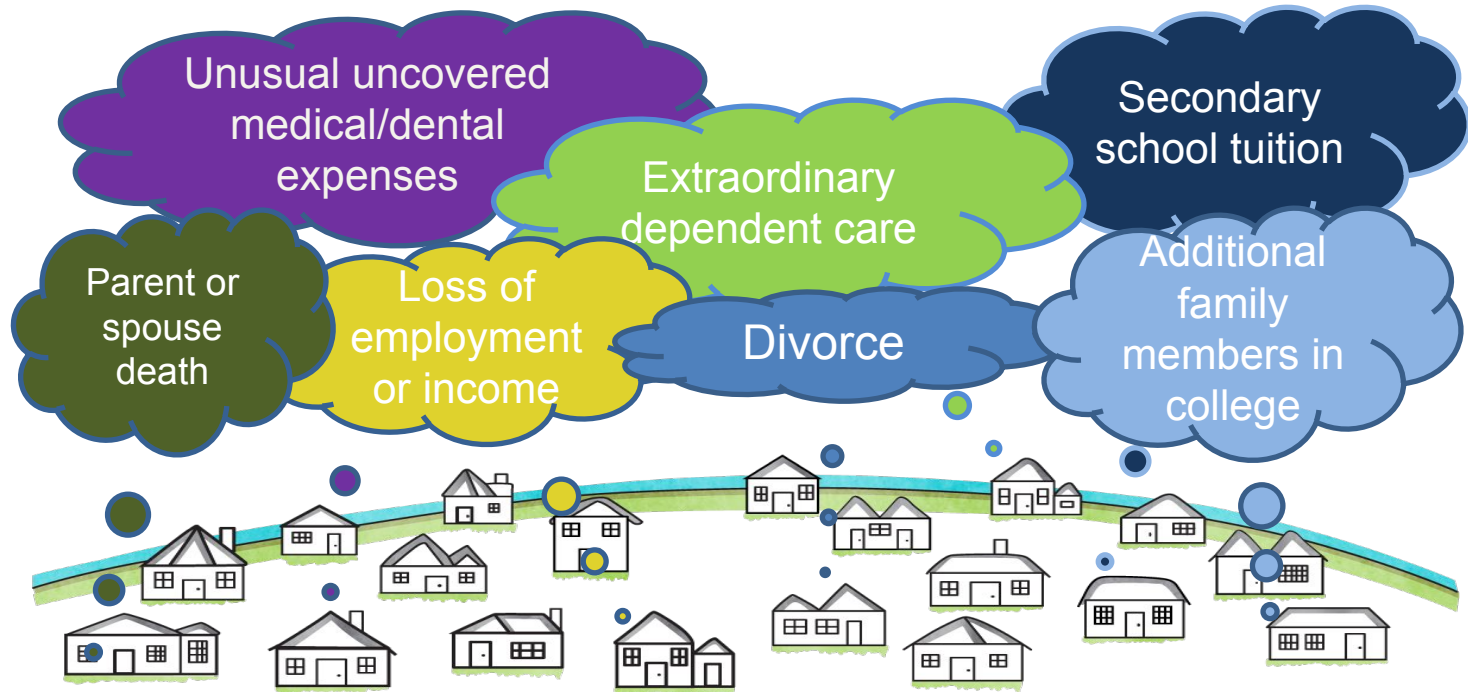 Unusual uncovered
medical/dental
expenses
Extraordinary
dependent care
Secondary
school tuition
Parent or
spouse
death
Loss of
employment
or income
Divorce
Additional
family
members in
college